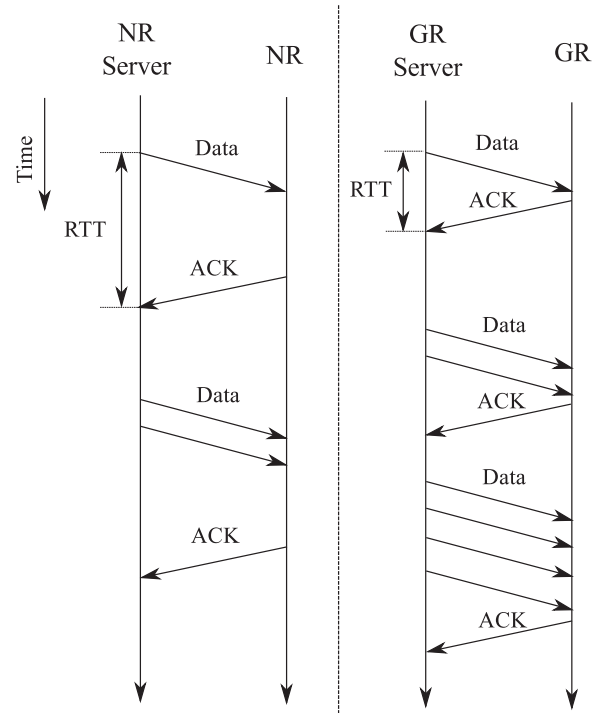 NR
Server
NR
Time
Data
RTT
ACK
Data
ACK
GR
Server
GR
Data
RTT
ACK
Data
ACK
Data
ACK